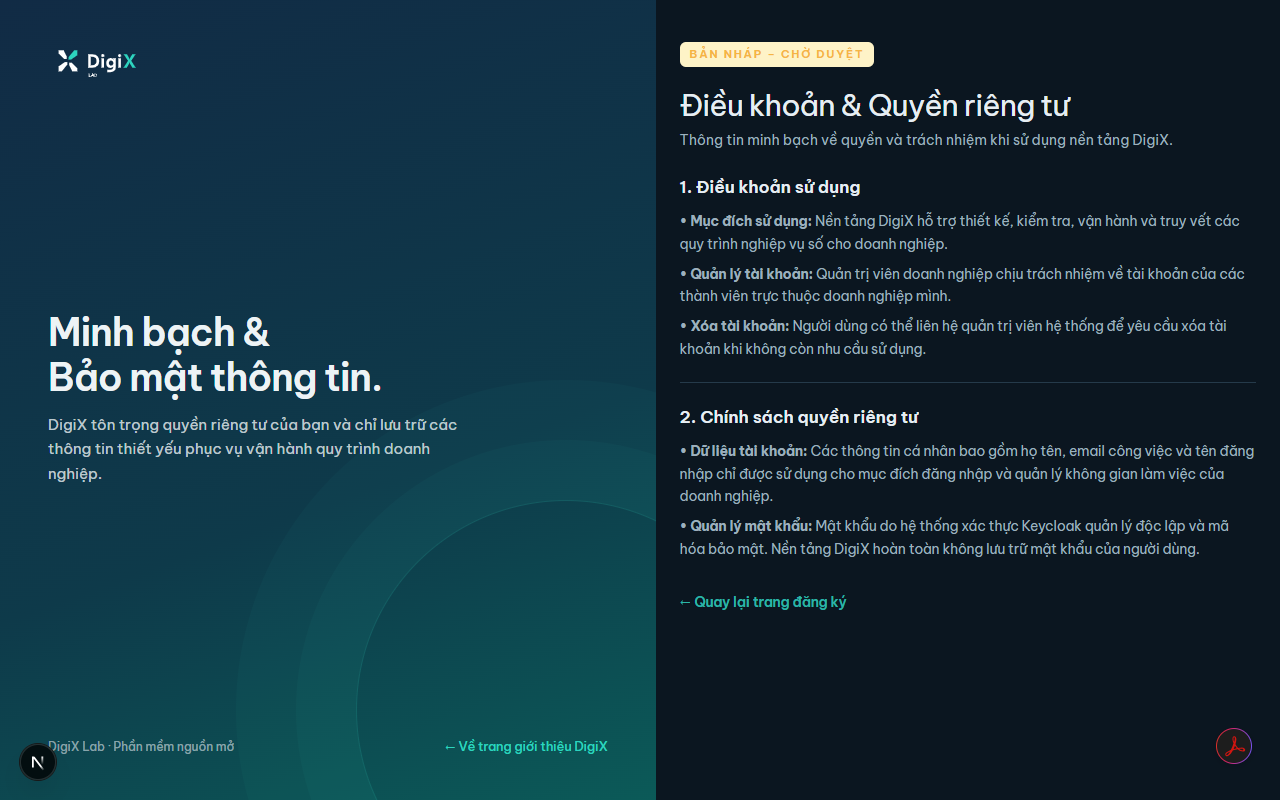 DigiX
LAO
Minh bạch &
Bảo mật thông tin.
DigiX tôn trọng quyền riêng tư của bạn và chỉ lưu trữ các
thông tin thiết yếu phục vụ vận hành quy trình doanh
nghiệp.
DigiX Lab · Phần mềm nguồn mở
← Về trang giới thiệu DigiX
N
BẢN NHÁP – CHỜ DUYỆT
Điều khoản & Quyền riêng tư
Thông tin minh bạch về quyền và trách nhiệm khi sử dụng nền tảng DigiX.
1. Điều khoản sử dụng
• Mục đích sử dụng: Nền tảng DigiX hỗ trợ thiết kế, kiểm tra, vận hành và truy vết các
quy trình nghiệp vụ số cho doanh nghiệp.
• Quản lý tài khoản: Quản trị viên doanh nghiệp chịu trách nhiệm về tài khoản của các
thành viên trực thuộc doanh nghiệp mình.
• Xóa tài khoản: Người dùng có thể liên hệ quản trị viên hệ thống để yêu cầu xóa tài
khoản khi không còn nhu cầu sử dụng.
2. Chính sách quyền riêng tư
• Dữ liệu tài khoản: Các thông tin cá nhân bao gồm họ tên, email công việc và tên đăng
nhập chỉ được sử dụng cho mục đích đăng nhập và quản lý không gian làm việc của
doanh nghiệp.
• Quản lý mật khẩu: Mật khẩu do hệ thống xác thực Keycloak quản lý độc lập và mã
hóa bảo mật. Nền tảng DigiX hoàn toàn không lưu trữ mật khẩu của người dùng.
← Quay lại trang đăng ký